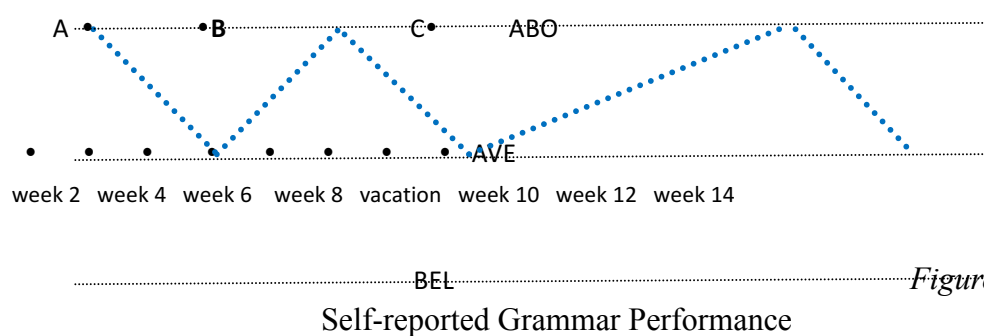 A B C ABO
AVE
week 2 week 4 week 6 week 8 vacation week 10 week 12 week 14
BEL Figure
Self-reported Grammar Performance